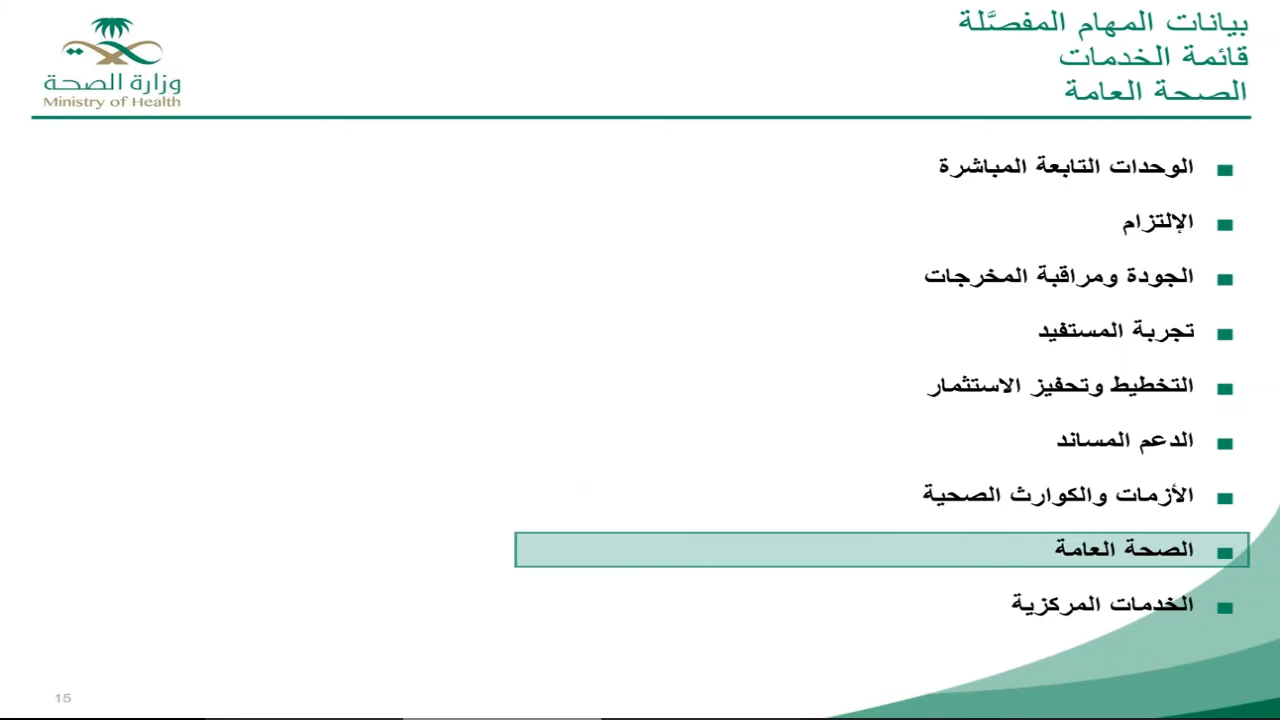 بيانات المهام المفصَّلة
قائمة الخدمات
الصحة العامة
وزارة الصحة
Ministry of Health
الوحدات التابعة المباشرة
الإلتزام
الجودة ومراقبة المخرجات
تجربة المستفيد
التخطيط وتحفيز الاستثمار
الدعم المساند
الأزمات والكوارث الصحية
الصحة العامة
الخدمات المركزية
15